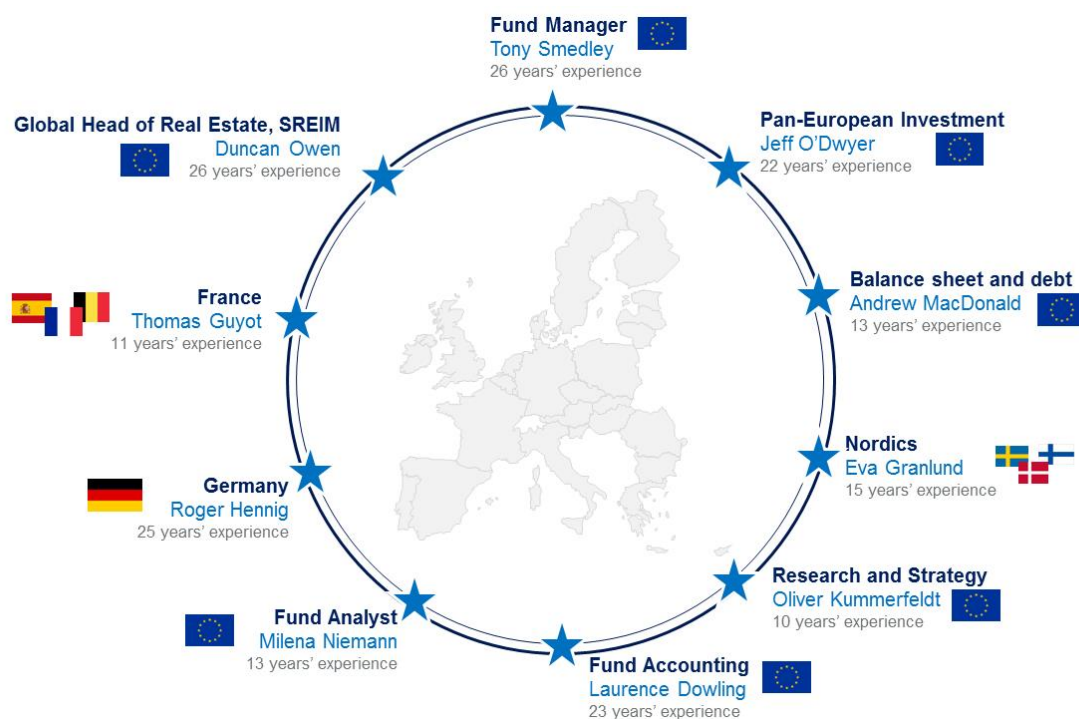 Fund Manager
Tony Smedley
26 years’ experience
Pan-European Investment
Jeff O’Dwyer
22 years’ experience
Balance sheet and debt
Andrew MacDonald
13 years’ experience
Nordics
Eva Granlund
15 years’ experience
Research and Strategy
Oliver Kummerfeldt
10 years’ experience
Fund Accounting
Laurence Dowling
23 years’ experience
Fund Analyst
Milena Niemann
13 years’ experience
Germany
Roger Hennig
25 years’ experience
France
Thomas Guyot
11 years’ experience
Global Head of Real Estate, SREIM
Duncan Owen
26 years’ experience